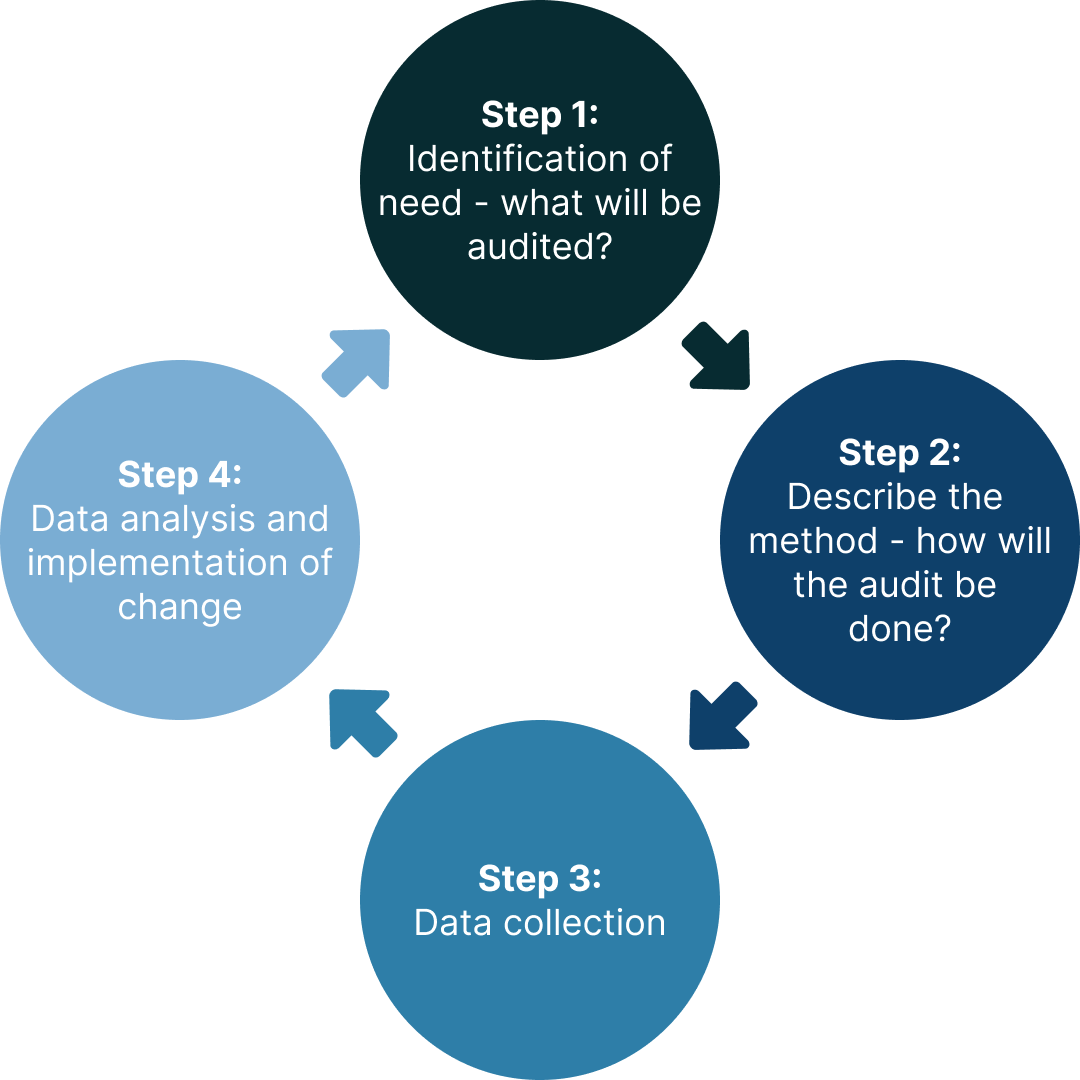 Step 1:
Identification of
need - what will be
audited?
Step 2:
Describe the
method - how will
the audit be
done?
Step 3:
Data collection
Step 4:
Data analysis and
implementation of
change